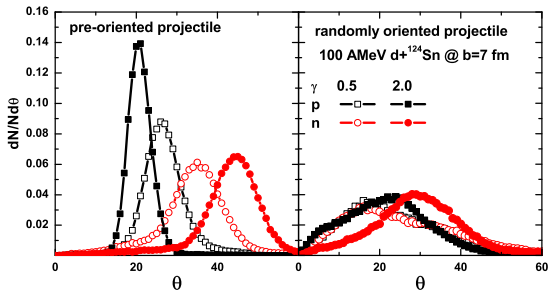 0.16
0.14
0.12
0.10
0.08
0.06
0.04
0.02
dN/Ndθ
pre-oriented projectile
0 20 40
θ
randomly oriented projectile
100 AMeV d+¹²⁴Sn @ b=7 fm
γ 0.5 2.0
p
n
0 20 40 60
θ